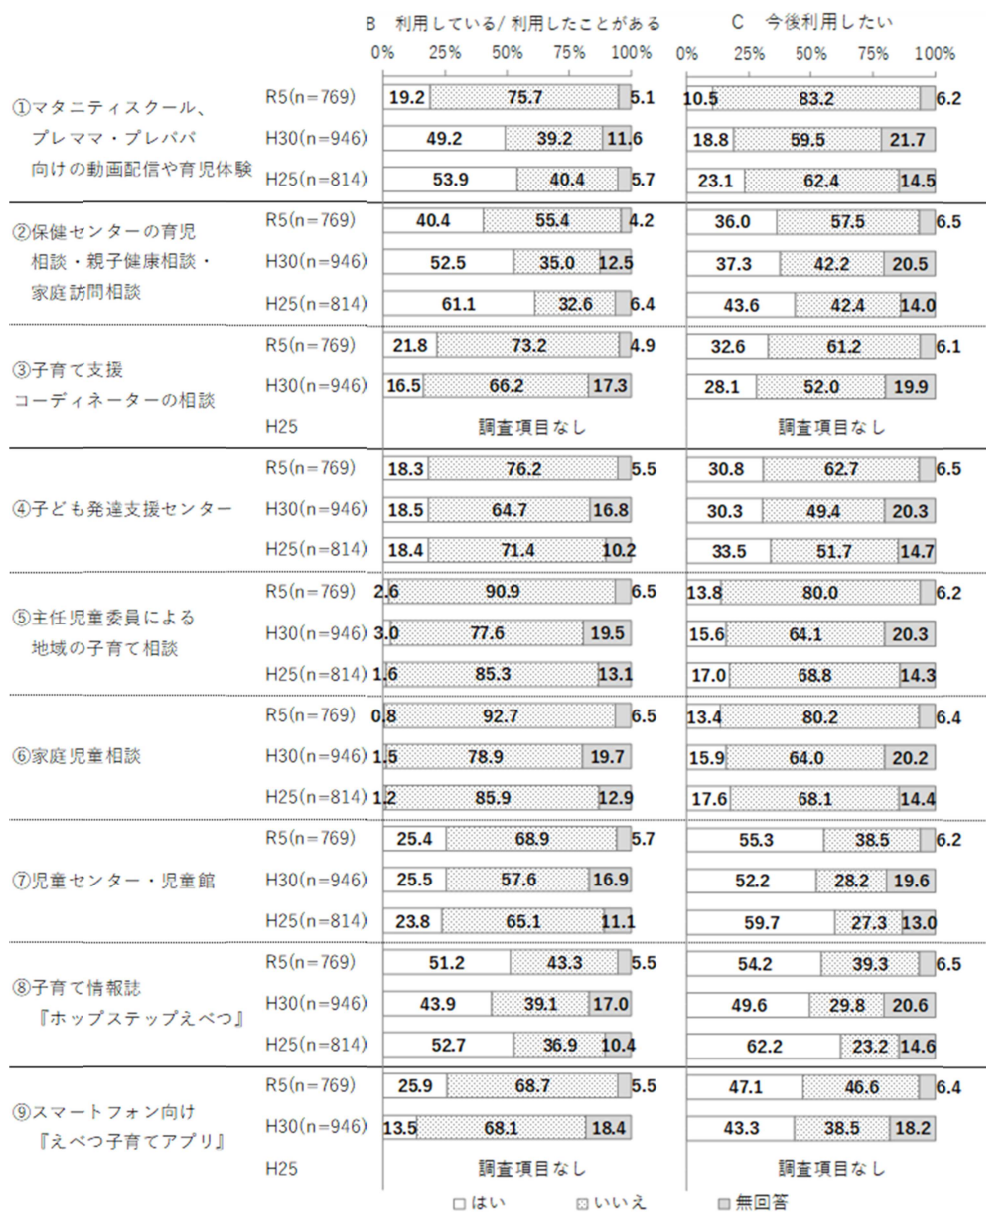 B 利用している/利用したことがある C 今後利用したい
0% 25% 50% 75% 100% 0% 25% 50% 75% 100%
①マタニティスクール、
プレママ・プレパパ
向けの動画配信や育児体験
R5(n=769) 19.2 75.7 5.1 10.5 83.2 6.2
H30(n=946) 49.2 39.2 11.6 18.8 59.5 21.7
H25(n=814) 53.9 40.4 5.7 23.1 62.4 14.5
②保健センターの育児
相談・親子健康相談・
家庭訪問相談
R5(n=769) 40.4 55.4 4.2 36.0 57.5 6.5
H30(n=946) 52.5 35.0 12.5 37.3 42.2 20.5
H25(n=814) 61.1 32.6 6.4 43.6 42.4 14.0
③子育て支援
コーディネーターの相談
R5(n=769) 21.8 73.2 4.9 32.6 61.2 6.1
H30(n=946) 16.5 66.2 17.3 28.1 52.0 19.9
H25 調査項目なし 調査項目なし
④子ども発達支援センター
R5(n=769) 18.3 76.2 5.5 30.8 62.7 6.5
H30(n=946) 18.5 64.7 16.8 30.3 49.4 20.3
H25(n=814) 18.4 71.4 10.2 33.5 51.7 14.7
⑤主任児童委員による
地域の子育て相談
R5(n=769) 2.6 90.9 6.5 13.8 80.0 6.2
H30(n=946) 3.0 77.6 19.5 15.6 64.1 20.3
H25(n=814) 1.6 85.3 13.1 17.0 68.8 14.3
⑥家庭児童相談
R5(n=769) 0.8 92.7 6.5 13.4 80.2 6.4
H30(n=946) 1.5 78.9 19.7 15.9 64.0 20.2
H25(n=814) 1.2 85.9 12.9 17.6 68.1 14.4
⑦児童センター・児童館
R5(n=769) 25.4 68.9 5.7 55.3 38.5 6.2
H30(n=946) 25.5 57.6 16.9 52.2 28.2 19.6
H25(n=814) 23.8 65.1 11.1 59.7 27.3 13.0
⑧子育て情報誌
『ホップステップえべつ』
R5(n=769) 51.2 43.3 5.5 54.2 39.3 6.5
H30(n=946) 43.9 39.1 17.0 49.6 29.8 20.6
H25(n=814) 52.7 36.9 10.4 62.2 23.2 14.6
⑨スマートフォン向け
『えべつ子育てアプリ』
R5(n=769) 25.9 68.7 5.5 47.1 46.6 6.4
H30(n=946) 13.5 68.1 18.4 43.3 38.5 18.2
H25 調査項目なし 調査項目なし
はい いいえ 無回答